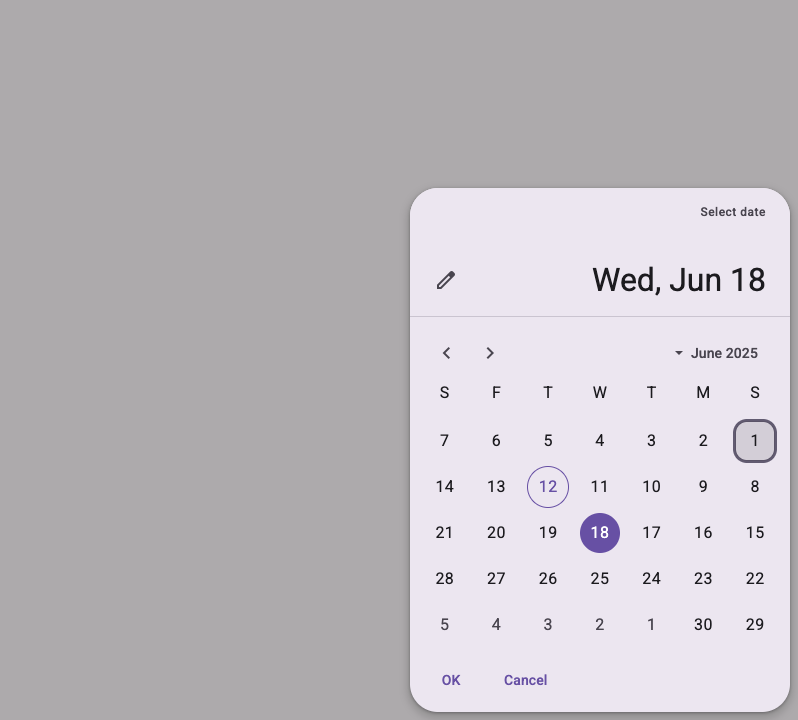 Select date
Wed, Jun 18
June 2025
S F T W T M S
7 6 5 4 3 2 1
14 13 12 11 10 9 8
21 20 19 18 17 16 15
28 27 26 25 24 23 22
5 4 3 2 1 30 29
OK Cancel